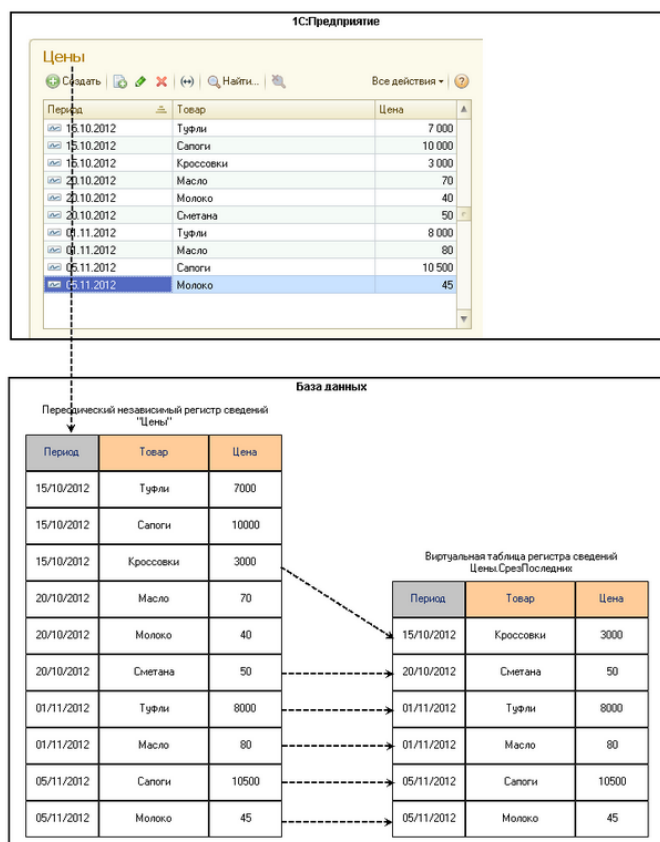 1С:Предприятие
Цены
Создать Найти... Все действия
Период Товар Цена
15.10.2012 Туфли 7 000
15.10.2012 Сапоги 10 000
15.10.2012 Кроссовки 3 000
20.10.2012 Масло 70
20.10.2012 Молоко 40
20.10.2012 Сметана 50
01.11.2012 Туфли 8 000
01.11.2012 Масло 80
05.11.2012 Сапоги 10 500
05.11.2012 Молоко 45
База данных
Периодический независимый регистр сведений
"Цены"
Период Товар Цена
15/10/2012 Туфли 7000
15/10/2012 Сапоги 10000
15/10/2012 Кроссовки 3000
20/10/2012 Масло 70
20/10/2012 Молоко 40
20/10/2012 Сметана 50
01/11/2012 Туфли 8000
01/11/2012 Масло 80
05/11/2012 Сапоги 10500
05/11/2012 Молоко 45
Виртуальная таблица регистра сведений
Цены.СрезПоследних
Период Товар Цена
15/10/2012 Кроссовки 3000
20/10/2012 Сметана 50
01/11/2012 Туфли 8000
01/11/2012 Масло 80
05/11/2012 Сапоги 10500
05/11/2012 Молоко 45